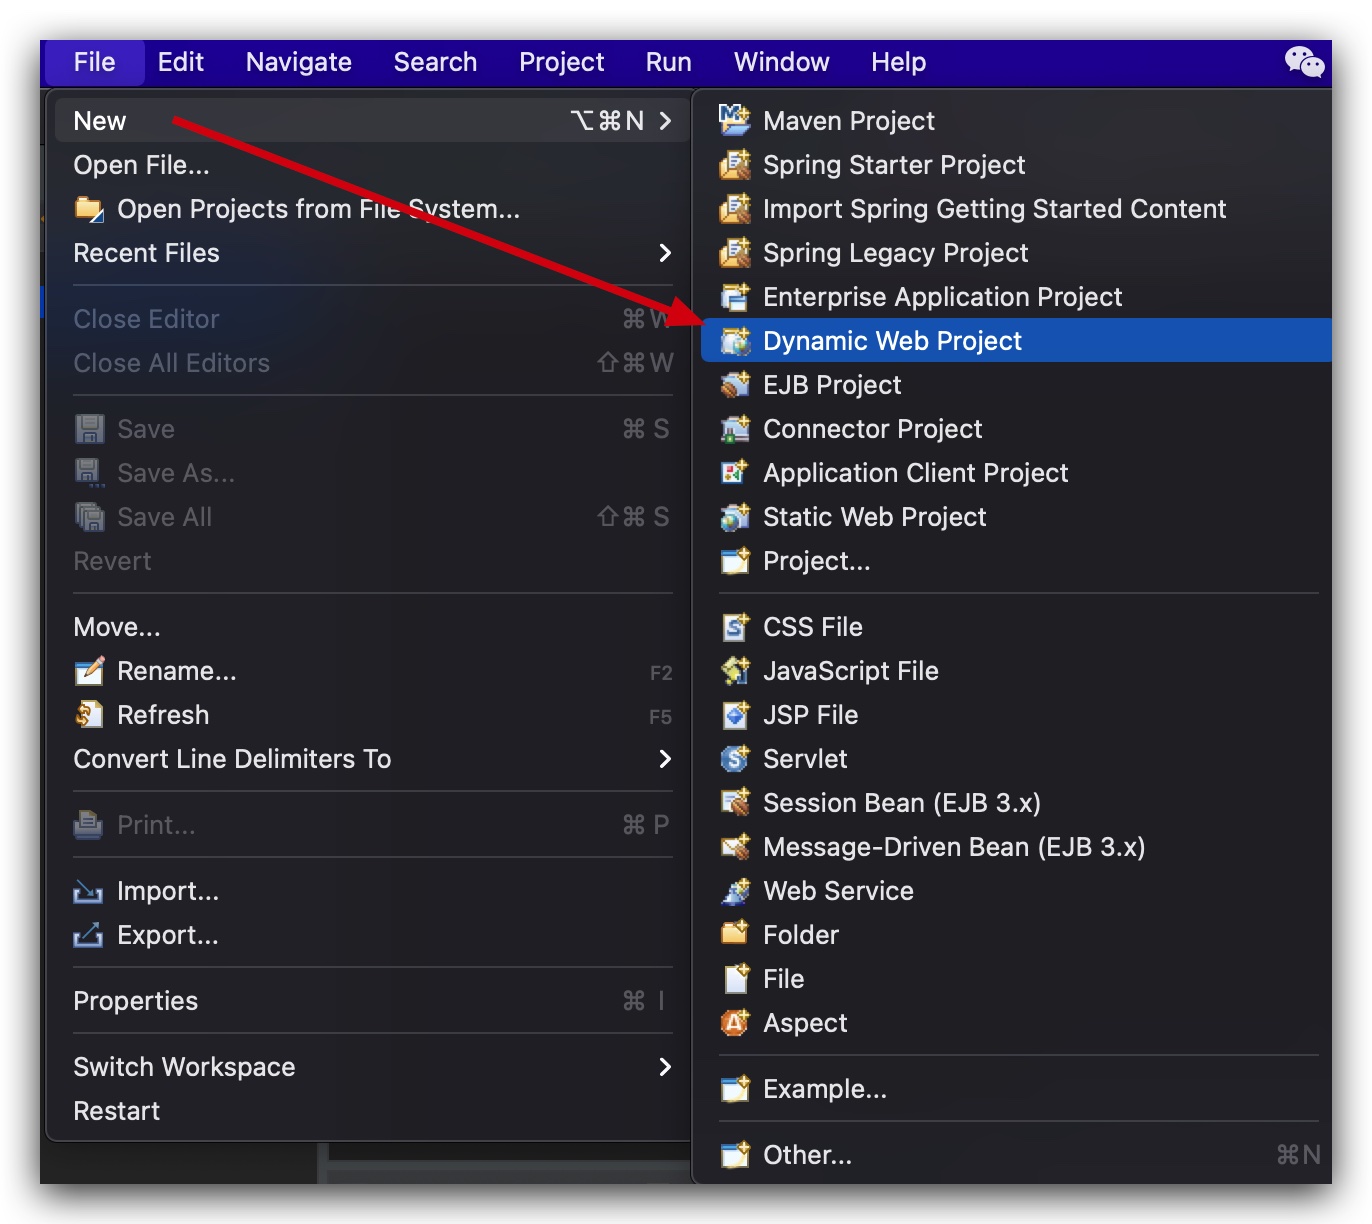 File Edit Navigate Search Project Run Window Help
New ⌥⌘N
Open File...
Open Projects from File System...
Recent Files
Close Editor ⌘W
Close All Editors ⇧⌘W
Save ⌘ S
Save As...
Save All ⇧⌘ S
Revert
Move...
Rename... F2
Refresh F5
Convert Line Delimiters To
Print... ⌘ P
Import...
Export...
Properties ⌘ I
Switch Workspace
Restart
Maven Project
Spring Starter Project
Import Spring Getting Started Content
Spring Legacy Project
Enterprise Application Project
Dynamic Web Project
EJB Project
Connector Project
Application Client Project
Static Web Project
Project...
CSS File
JavaScript File
JSP File
Servlet
Session Bean (EJB 3.x)
Message-Driven Bean (EJB 3.x)
Web Service
Folder
File
Aspect
Example...
Other... ⌘N